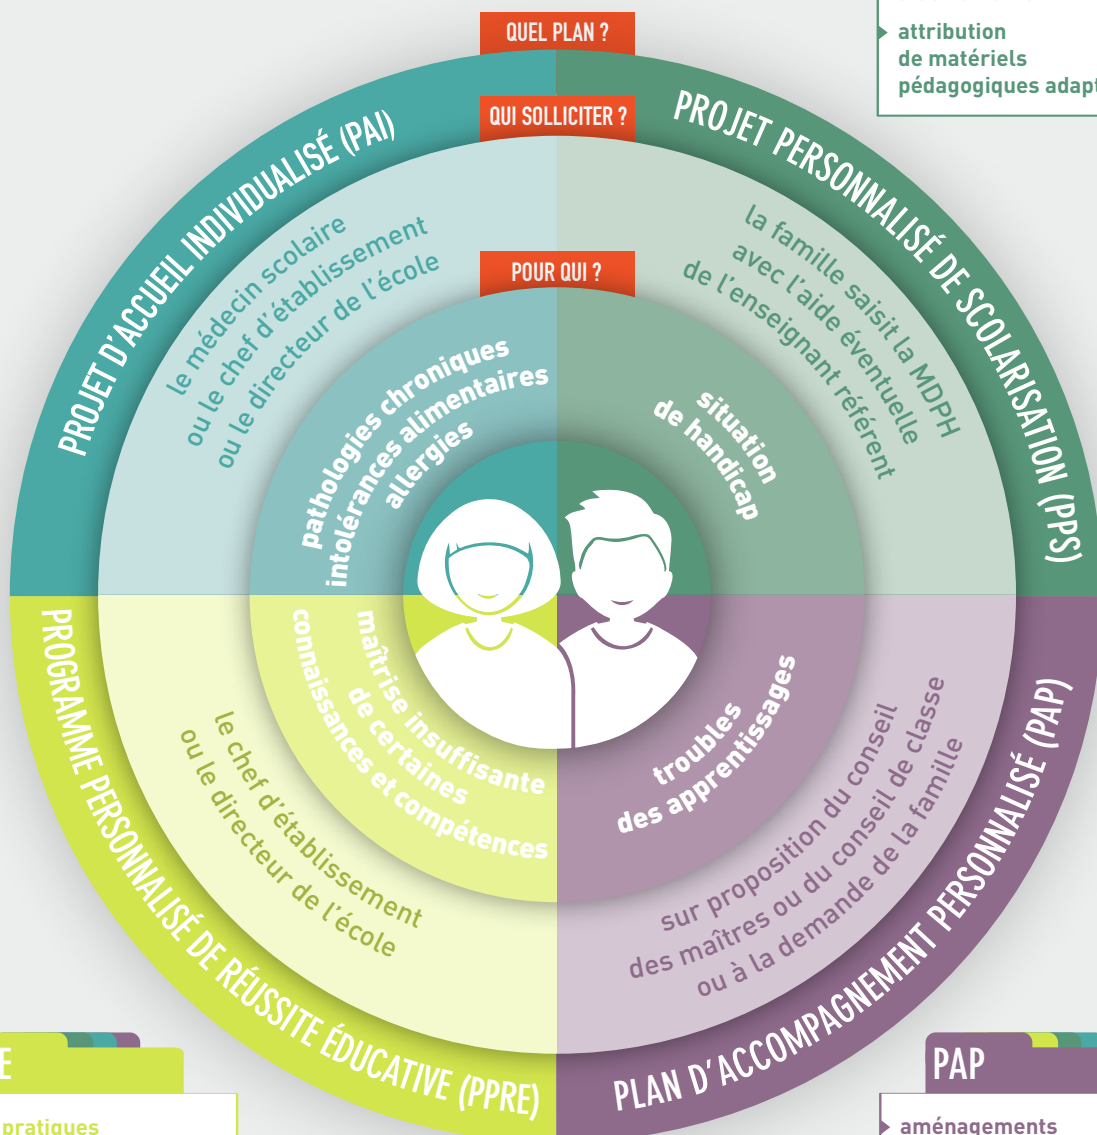 QUEL PLAN ?
QUI SOLLICITER ?
POUR QUI ?
attribution
de matériels
pédagogiques
PROJET D'ACCUEIL INDIVIDUALISÉ (PAI)
le médecin scolaire
ou le chef d'établissement
ou le directeur de l'école
pathologies chroniques
intolérances alimentaires
allergies
PROJET PERSONNALISÉ DE SCOLARISATION (PPS)
la famille saisit la MDPH
avec l'aide éventuelle
de l'enseignant référent
situation
de handicap
PROGRAMME PERSONNALISÉ DE RÉUSSITE ÉDUCATIVE (PPRE)
le chef d'établissement
ou le directeur de l'école
maîtrise insuffisante
de certaines
connaissances et compétences
PLAN D'ACCOMPAGNEMENT PERSONNALISÉ (PAP)
sur proposition du conseil
des maîtres ou du conseil de classe
ou à la demande de la famille
troubles
des apprentissages
pratiques
PAP
aménagements